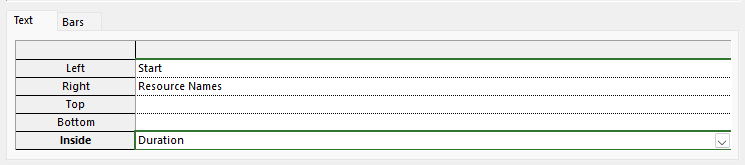 Text Bars
Left Start
Right Resource Names
Top
Bottom
Inside Duration